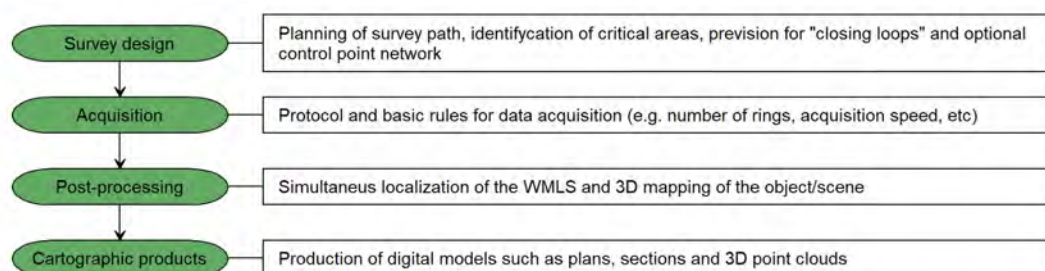 Survey design
Planning of survey path, identifycation of critical areas, prevision for "closing loops" and optional
control point network
Acquisition
Protocol and basic rules for data acquisition (e.g. number of rings, acquisition speed, etc)
Post-processing
Simultaneus localization of the WMLS and 3D mapping of the object/scene
Cartographic products
Production of digital models such as plans, sections and 3D point clouds